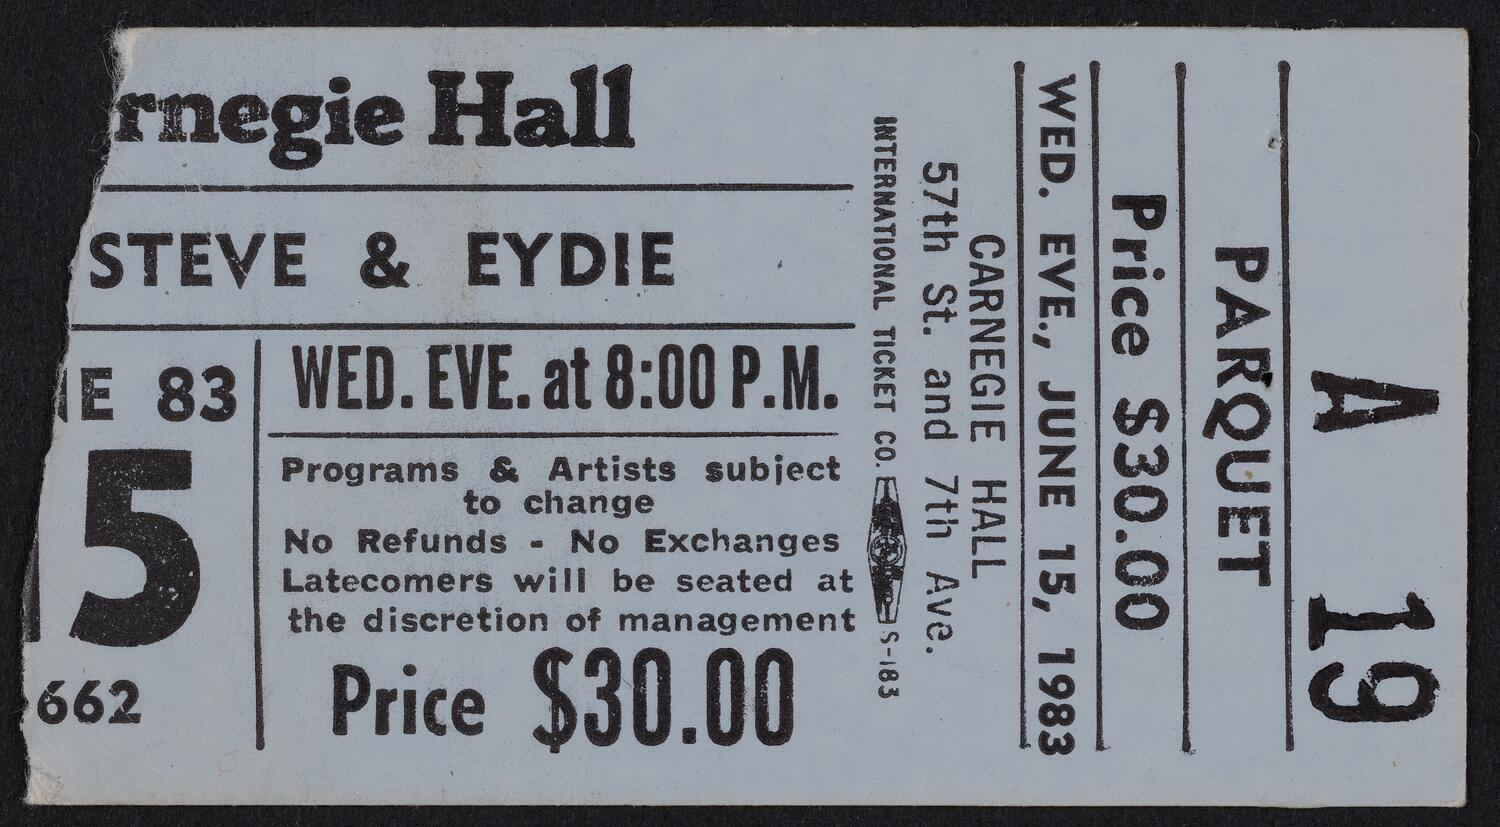 rnegie Hall
STEVE & EYDIE
NE 83
15
662
WED. EVE. at 8:00 P.M.
Programs & Artists subject
to change
No Refunds - No Exchanges
Latecomers will be seated at
the discretion of management
Price $30.00
INTERNATIONAL TICKET CO. S-183
57th St. and 7th Ave.
CARNEGIE HALL
WED. EVE., JUNE 15, 1983
Price $30.00
PARQUET
A 19